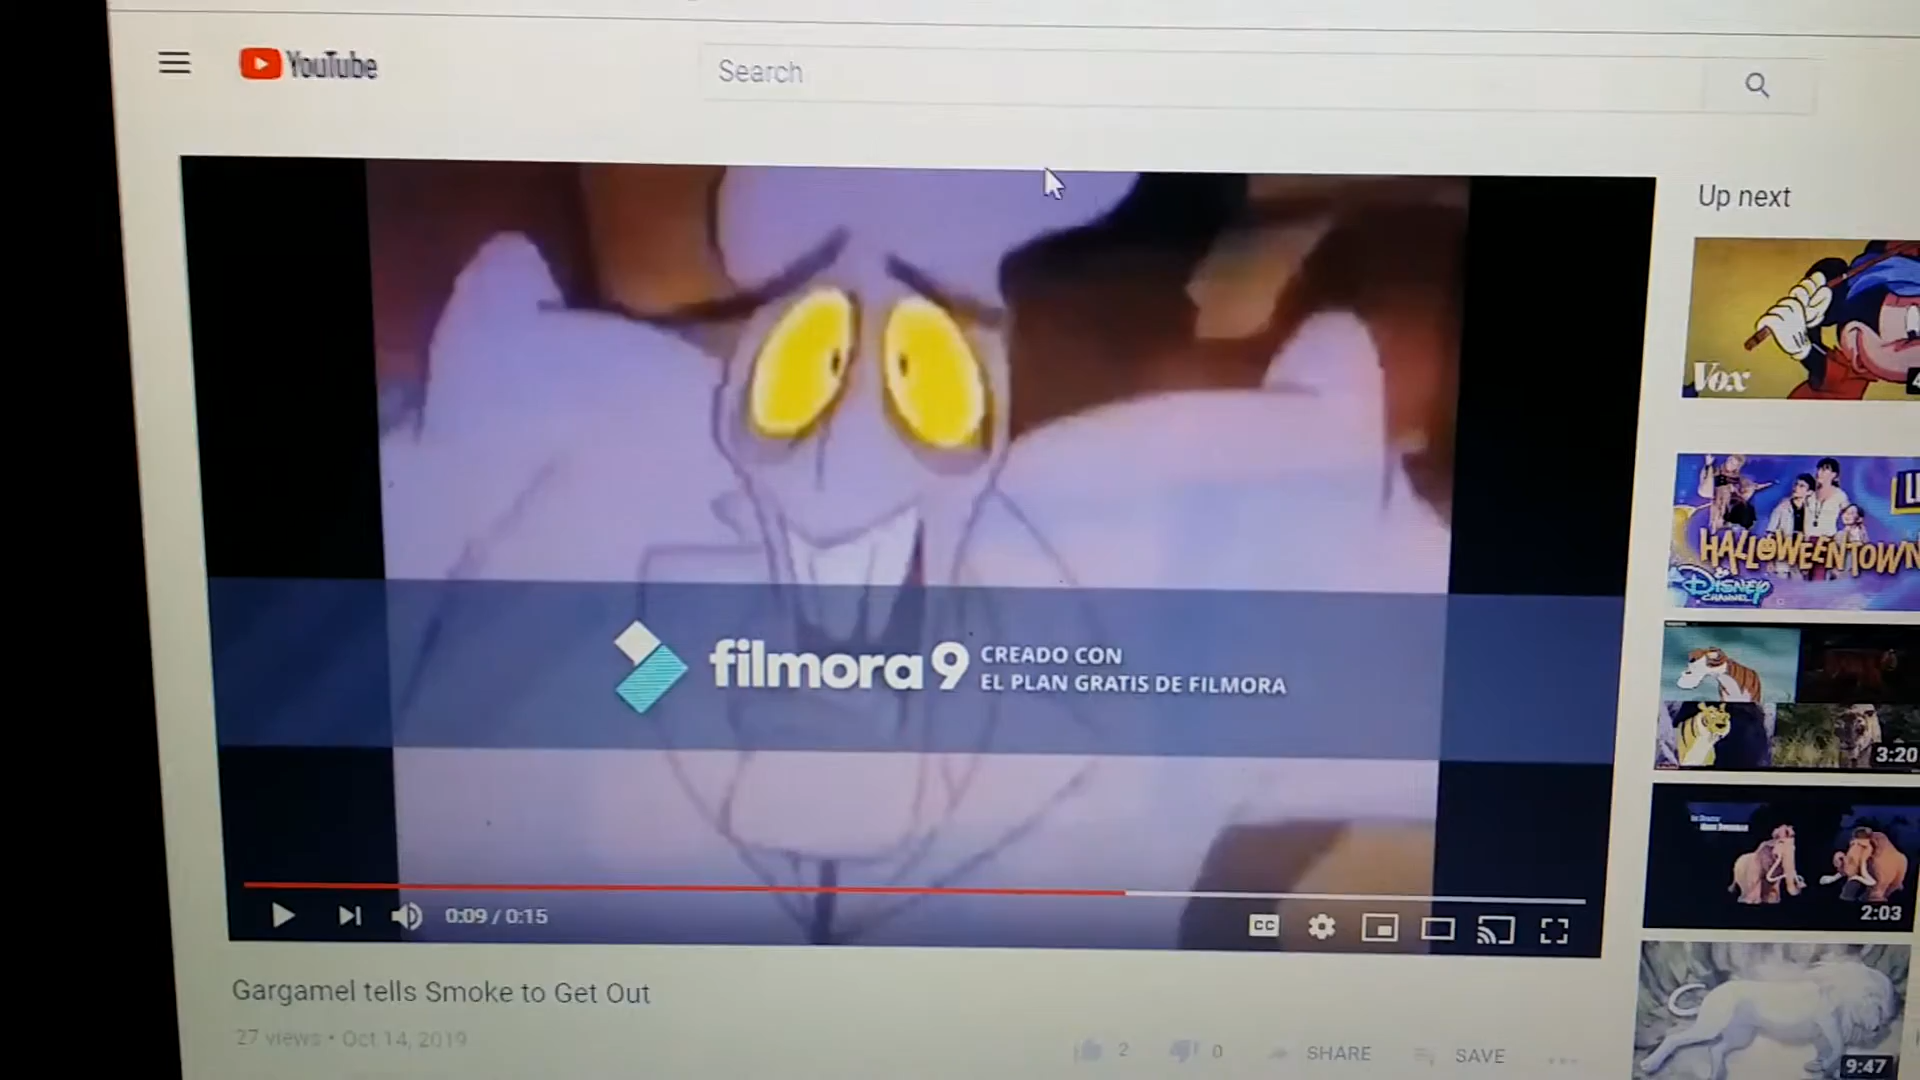 YouTube
Search
Up next
Vox
HALLOWEENTOWN
DISNEY
CHANNEL
3:20
2:03
9:47
filmora9
CREADO CON
EL PLAN GRATIS DE FILMORA
0:09 / 0:15
CC
Gargamel tells Smoke to Get Out
27 views • Oct 14, 2019
2
0
SHARE
SAVE